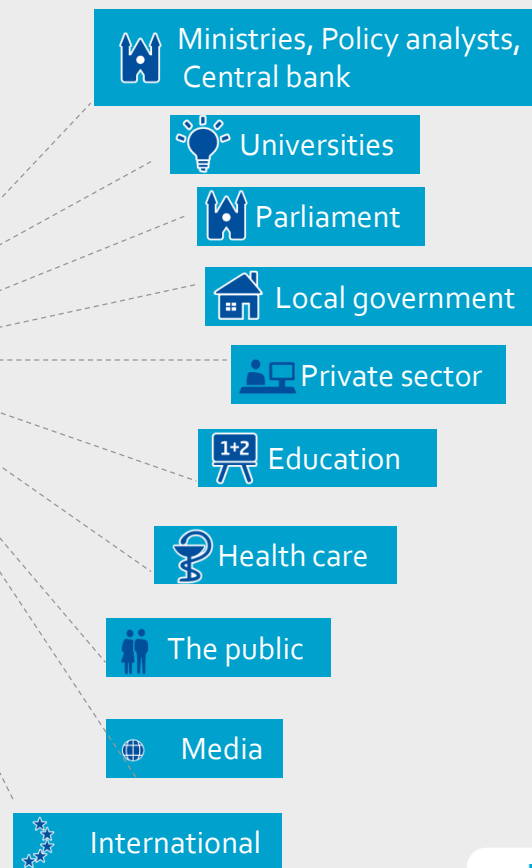 Ministries, Policy analysts,
Central bank
Universities
Parliament
Local government
Private sector
1+2
Education
Health care
The public
Media
International